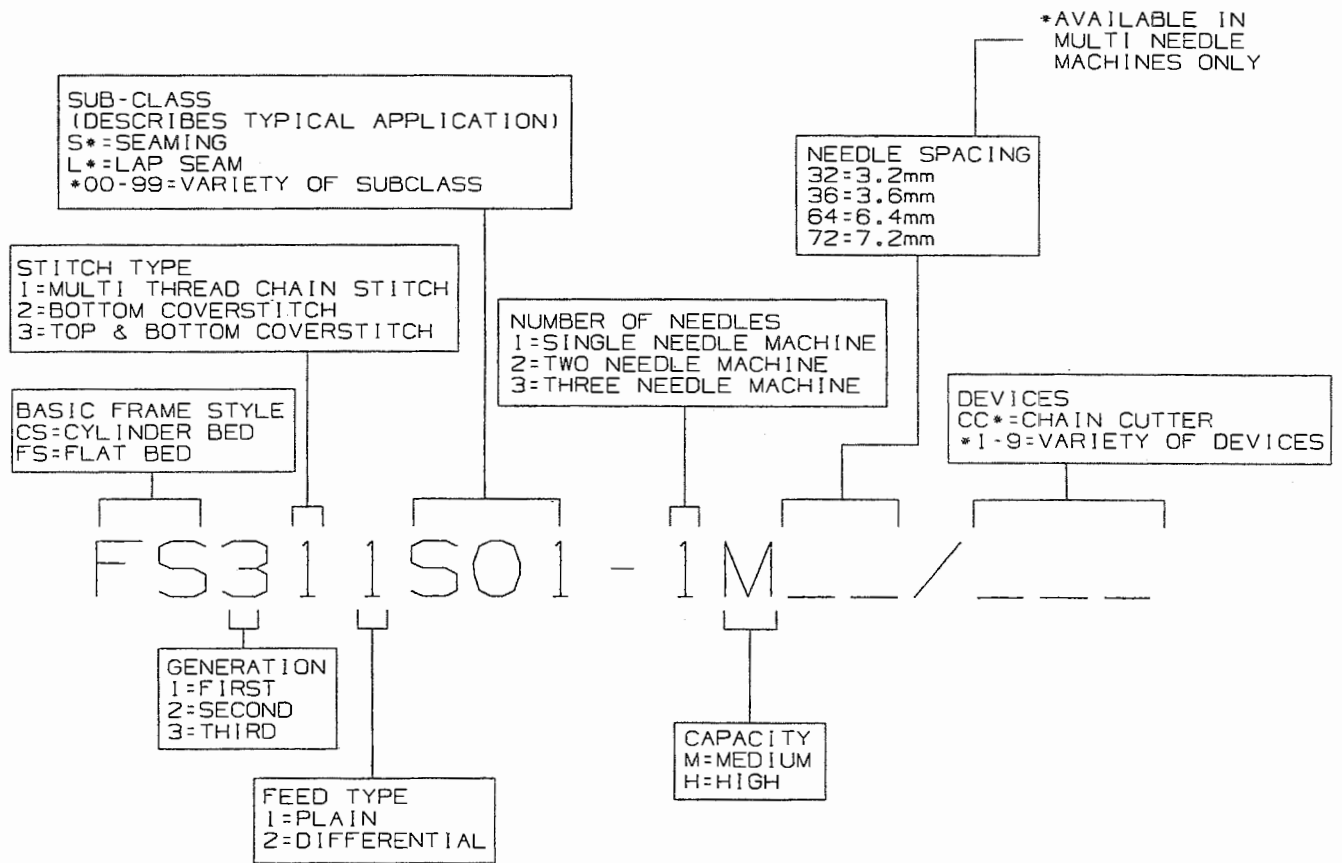 *AVAILABLE IN
MULTI NEEDLE
MACHINES ONLY
SUB-CLASS
(DESCRIBES TYPICAL APPLICATION)
S*=SEAMING
L*=LAP SEAM
*00-99=VARIETY OF SUBCLASS
NEEDLE SPACING
32=3.2mm
36=3.6mm
64=6.4mm
72=7.2mm
STITCH TYPE
1=MULTI THREAD CHAIN STITCH
2=BOTTOM COVERSTITCH
3=TOP & BOTTOM COVERSTITCH
NUMBER OF NEEDLES
1=SINGLE NEEDLE MACHINE
2=TWO NEEDLE MACHINE
3=THREE NEEDLE MACHINE
BASIC FRAME STYLE
CS=CYLINDER BED
FS=FLAT BED
DEVICES
CC*=CHAIN CUTTER
*1-9=VARIETY OF DEVICES
FS311S01-1M__/___
GENERATION
1=FIRST
2=SECOND
3=THIRD
CAPACITY
M=MEDIUM
H=HIGH
FEED TYPE
1=PLAIN
2=DIFFERENTIAL